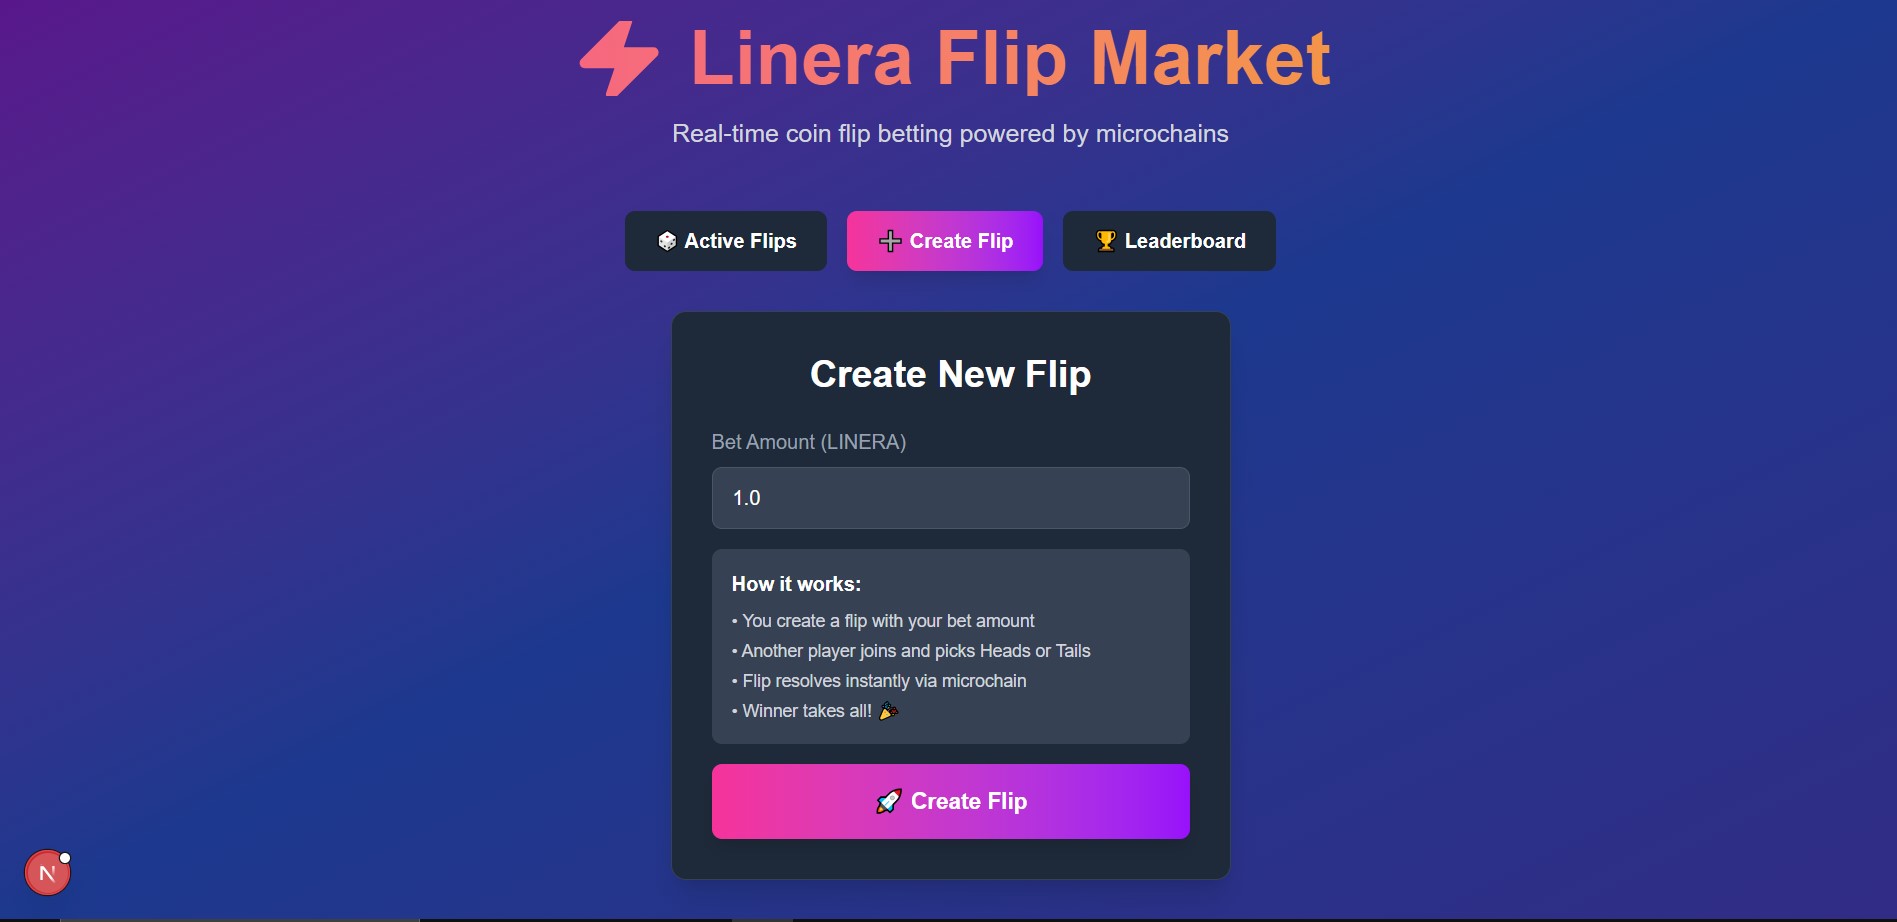 Linera Flip Market
Real-time coin flip betting powered by microchains
Active Flips
Create Flip
Leaderboard
Create New Flip
Bet Amount (LINERA)
1.0
How it works:
• You create a flip with your bet amount
• Another player joins and picks Heads or Tails
• Flip resolves instantly via microchain
• Winner takes all! 🎉
🚀 Create Flip
N